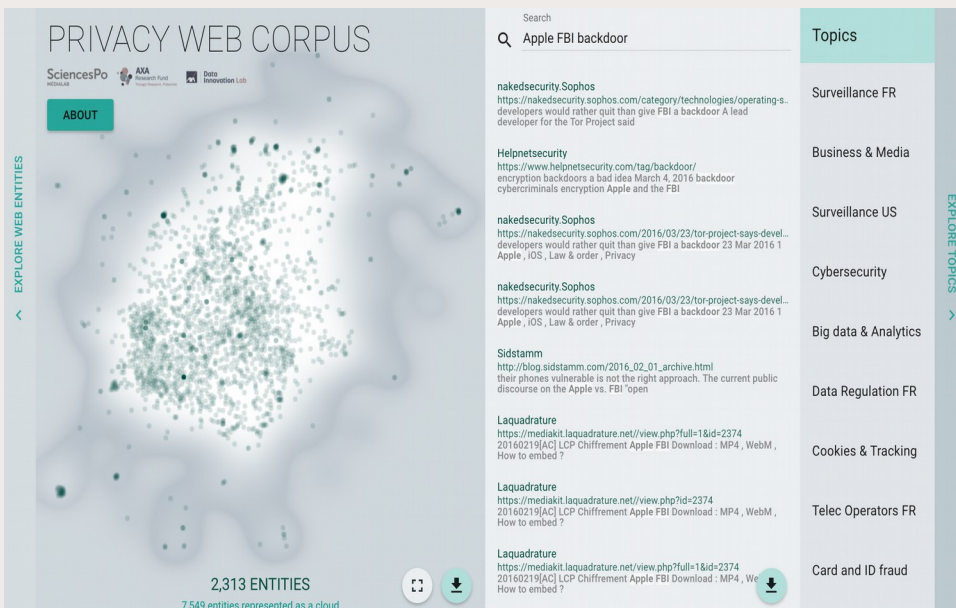 PRIVACY WEB CORPUS
SciencesPo
MEDIALAB
AXA
Research Fund
Data
Innovation Lab
ABOUT
EXPLORE WEB ENTITIES
2,313 ENTITIES
7 549 entities represented as a cloud
Search
Apple FBI backdoor
nakedsecurity.Sophos
https://nakedsecurity.sophos.com/category/technologies/operating-s..
developers would rather quit than give FBI a backdoor A lead
developer for the Tor Project said
Helpnetsecurity
https://www.helpnetsecurity.com/tag/backdoor/
encryption backdoors a bad idea March 4, 2016 backdoor
cybercriminals encryption Apple and the FBI
nakedsecurity.Sophos
https://nakedsecurity.sophos.com/2016/03/23/tor-project-says-devel...
developers would rather quit than give FBI a backdoor 23 Mar 2016 1
Apple , iOS , Law & order , Privacy
nakedsecurity.Sophos
https://nakedsecurity.sophos.com/2016/03/23/tor-project-says-devel...
developers would rather quit than give FBI a backdoor 23 Mar 2016 1
Apple , iOS , Law & order , Privacy
Sidstamm
http://blog.sidstamm.com/2016_02_01_archive.html
their phones vulnerable is not the right approach. The current public
discourse on the Apple vs. FBI "open
Laquadrature
https://mediakit.laquadrature.net//view.php?full=1&id=2374
20160219[AC] LCP Chiffrement Apple FBI Download : MP4 , WebM ,
How to embed ?
Laquadrature
https://mediakit.laquadrature.net//view.php?id=2374
20160219[AC] LCP Chiffrement Apple FBI Download : MP4 , WebM ,
How to embed ?
Laquadrature
https://mediakit.laquadrature.net/view.php?full=1&id=2374
20160219[AC] LCP Chiffrement Apple FBI Download : MP4 , We
How to embed ?
Topics
Surveillance FR
Business & Media
Surveillance US
Cybersecurity
Big data & Analytics
Data Regulation FR
Cookies & Tracking
Telec Operators FR
Card and ID fraud
EXPLORE TOPICS